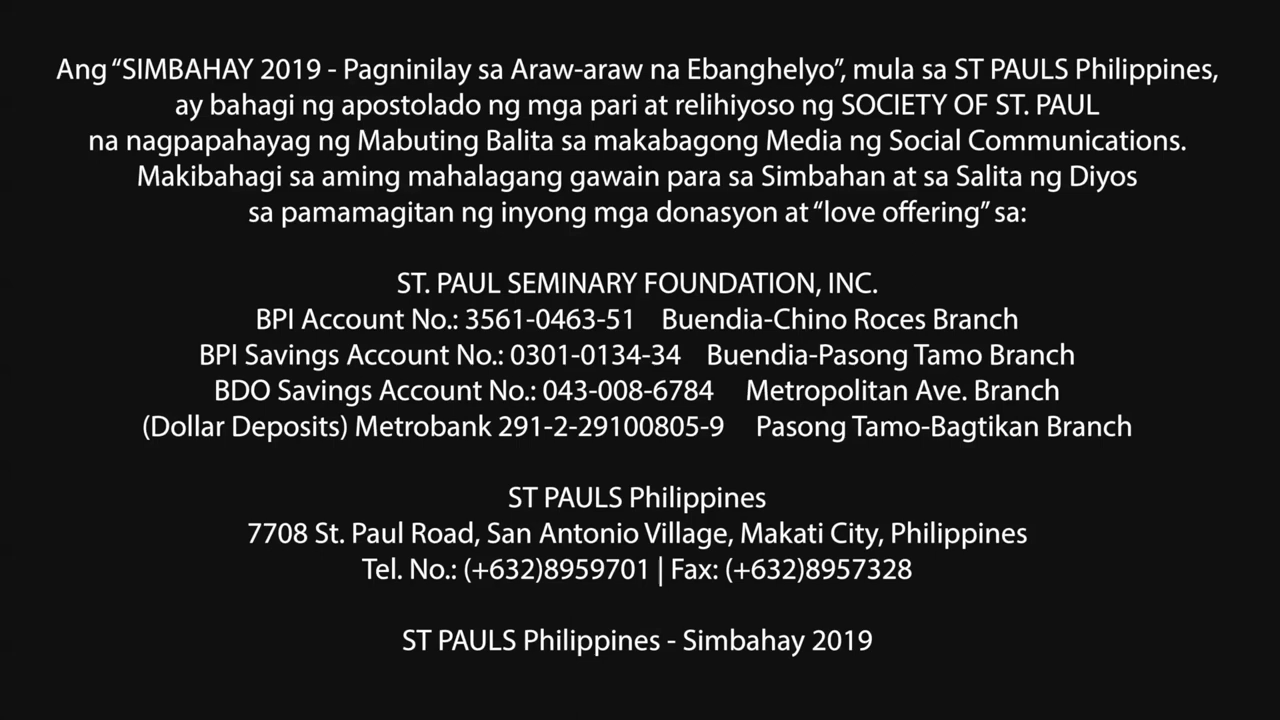 Ang “SIMBAHAY 2019 - Pagninilay sa Araw-araw na Ebanghelyo”, mula sa ST PAULS Philippines,
ay bahagi ng apostolado ng mga pari at relihiyoso ng SOCIETY OF ST. PAUL
na nagpapahayag ng Mabuting Balita sa makabagong Media ng Social Communications.
Makibahagi sa aming mahalagang gawain para sa Simbahan at sa Salita ng Diyos
sa pamamagitan ng inyong mga donasyon at “love offering” sa:
ST. PAUL SEMINARY FOUNDATION, INC.
BPI Account No.: 3561-0463-51 Buendia-Chino Roces Branch
BPI Savings Account No.: 0301-0134-34 Buendia-Pasong Tamo Branch
BDO Savings Account No.: 043-008-6784 Metropolitan Ave. Branch
(Dollar Deposits) Metrobank 291-2-29100805-9 Pasong Tamo-Bagtikan Branch
ST PAULS Philippines
7708 St. Paul Road, San Antonio Village, Makati City, Philippines
Tel. No.: (+632)8959701 | Fax: (+632)8957328
ST PAULS Philippines - Simbahay 2019